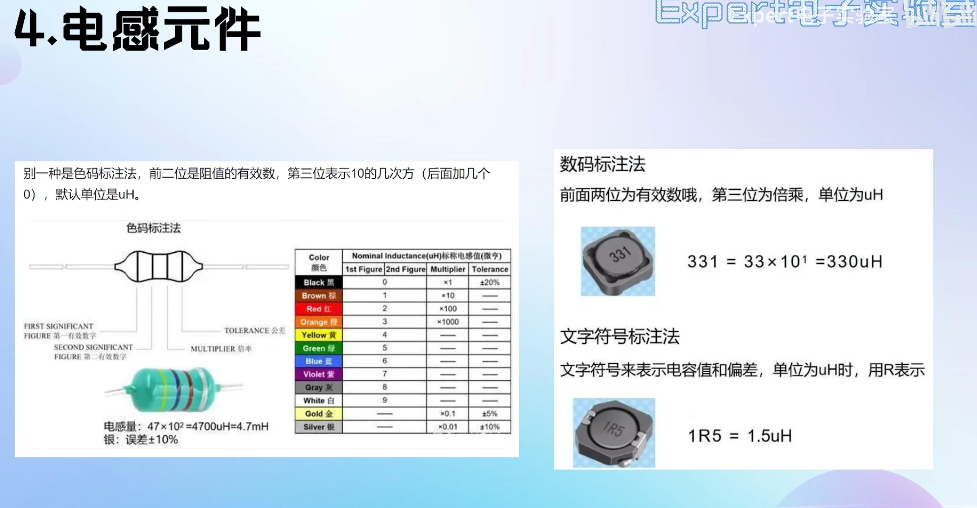 4.电感元件
Expert电子实验室
别一种是色码标注法，前二位是阻值的有效数，第三位表示10的几次方（后面加几个
0），默认单位是uH。
色码标注法
FIRST SIGNIFICANT
FIGURE 第一有效数字
SECOND SIGNIFICANT
FIGURE 第二有效数字
TOLERANCE 公差
MULTIPLIER 倍率
电感量：47×10²=4700uH=4.7mH
银：误差±10%
Color 颜色 Nominal Inductance(uH)标称电感值(微亨)
1st Figure 2nd Figure Multiplier Tolerance
Black 黑 0 ×1 ±20%
Brown 棕 1 ×10 ——
Red 红 2 ×100 ——
Orange 橙 3 ×1000 ——
Yellow 黄 4 —— ——
Green 绿 5 —— ——
Blue 蓝 6 —— ——
Violet 紫 7 —— ——
Gray 灰 8 —— ——
White 白 9 —— ——
Gold 金 —— ×0.1 ±5%
Silver 银 —— ×0.01 ±10%
数码标注法
前面两位为有效数哦，第三位为倍乘，单位为uH
331
331 = 33×10¹ =330uH
文字符号标注法
文字符号来表示电容值和偏差，单位为uH时，用R表示
1R5
1R5 = 1.5uH